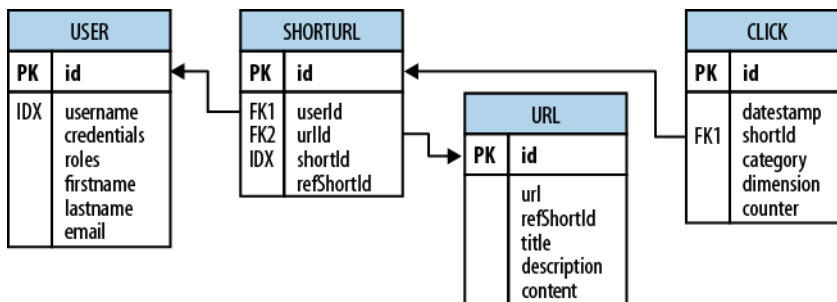 USER
PK id
IDX username
credentials
roles
firstname
lastname
email
SHORTURL
PK id
FK1 userId
FK2 urlId
IDX shortId
refShortId
URL
PK id
url
refShortId
title
description
content
CLICK
PK id
datestamp
FK1 shortId
category
dimension
counter